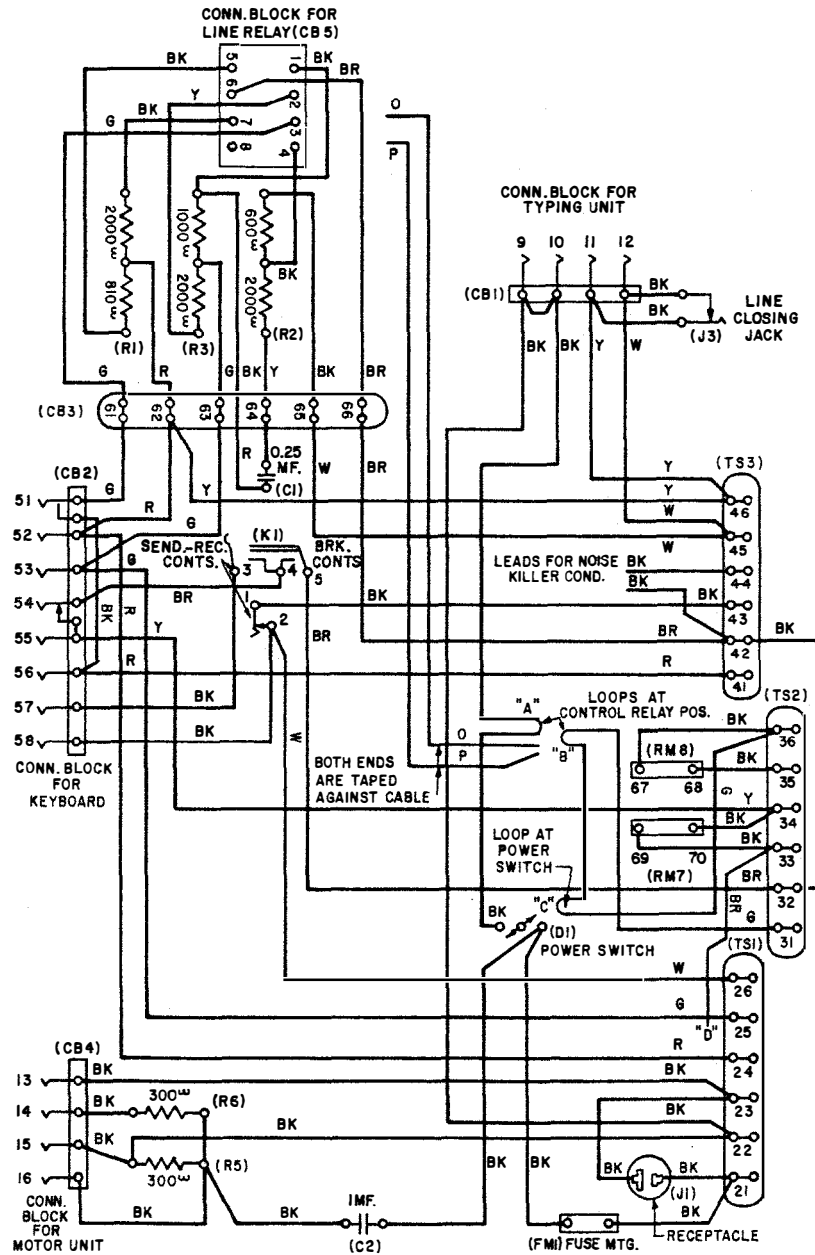 CONN. BLOCK FOR
LINE RELAY (CB 5)
BK
5
1
BK
BR
6
Y
2
BK
7
G
3
8
4
O
P
2000ω
810ω
1000ω
2000ω
600ω
2000ω
BK
(R1)
(R3)
(R2)
G
R
G
BK
Y
BK
BR
(CB3)
61
62
63
64
65
66
R
0.25
MF.
(C1)
W
BR
CONN. BLOCK FOR
TYPING UNIT
9
10
11
12
(CB1)
BK
BK
(J3)
LINE
CLOSING
JACK
BK
BK
Y
W
(CB2)
G
R
Y
G
51
52
53
54
55
56
57
58
CONN. BLOCK
FOR
KEYBOARD
SEND.-REC.
CONTS.
(K1)
BRK.
CONTS
3
4
5
1
2
G
BR
R
BK
Y
R
BK
BK
W
BR
(TS3)
Y
Y
W
W
46
45
44
43
42
41
LEADS FOR NOISE
KILLER COND.
BK
BK
BK
BK
BR
BK
R
(TS2)
"A"
"B"
LOOPS AT
CONTROL RELAY POS.
O
P
BOTH ENDS
ARE TAPED
AGAINST CABLE
(RM8)
67
68
BK
BK
G
Y
69
70
(RM7)
BK
BR
BR
G
36
35
34
33
32
31
LOOP AT
POWER
SWITCH
"C"
BK
(D1)
POWER SWITCH
"D"
(TS1)
W
G
R
BK
BK
BK
26
25
24
23
22
21
(CB4)
13
14
15
16
BK
BK
BK
BK
300ω
(R6)
300ω
(R5)
CONN.
BLOCK
FOR
MOTOR UNIT
BK
1MF.
(C2)
BK
BK
BK
(J1)
BK
(FM1) FUSE MTG.
BK
RECEPTACLE